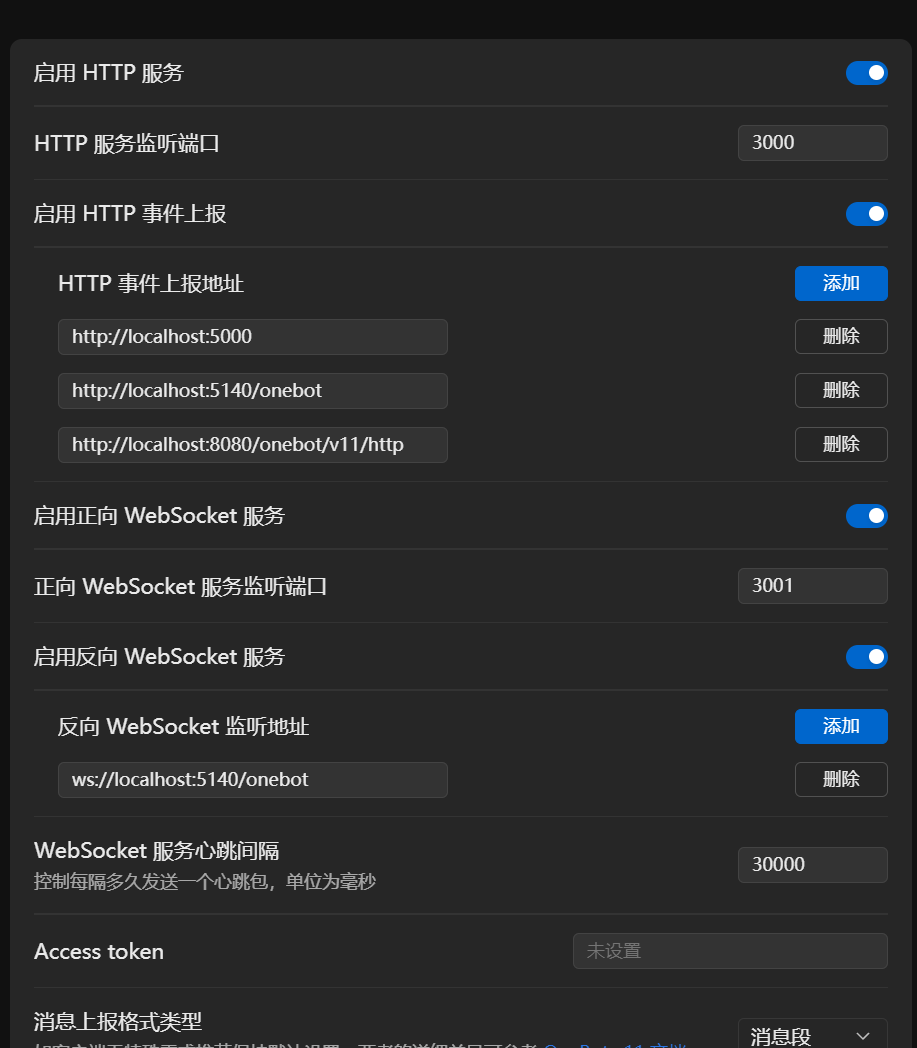 启用 HTTP 服务
HTTP 服务监听端口
3000
启用 HTTP 事件上报
HTTP 事件上报地址
添加
http://localhost:5000
删除
http://localhost:5140/onebot
删除
http://localhost:8080/onebot/v11/http
删除
启用正向 WebSocket 服务
正向 WebSocket 服务监听端口
3001
启用反向 WebSocket 服务
反向 WebSocket 监听地址
添加
ws://localhost:5140/onebot
删除
WebSocket 服务心跳间隔
控制每隔多久发送一个心跳包，单位为毫秒
30000
Access token
未设置
消息上报格式类型
消息段